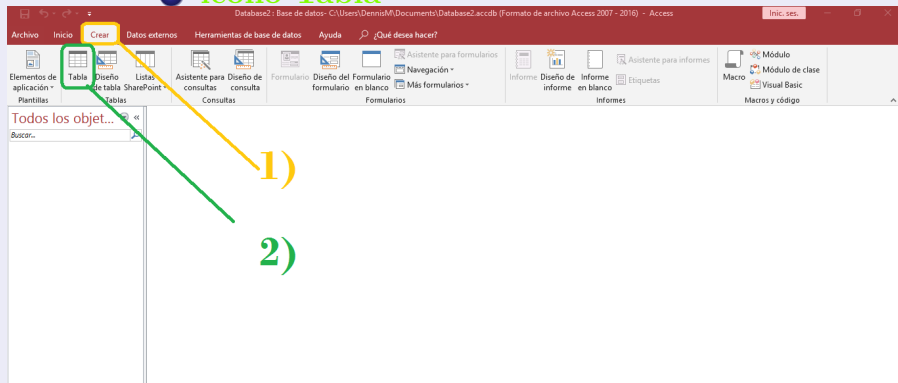 icono Tabla
Database2 : Base de datos- C:\Users\DennisM\Documents\Database2.accdb (Formato de archivo Access 2007 - 2016) - Access
Inic. ses.
Archivo Inicio Crear Datos externos Herramientas de base de datos Ayuda ¿Qué desea hacer?
Elementos de aplicación
Tabla
Diseño de tabla
Listas SharePoint
Asistente para consultas
Diseño de consulta
Formulario
Diseño del formulario
Formulario en blanco
Asistente para formularios
Navegación
Más formularios
Informe
Diseño de informe
Informe en blanco
Asistente para informes
Etiquetas
Macro
Módulo
Módulo de clase
Visual Basic
Plantillas Tablas Consultas Formularios Informes Macros y código
Todos los objet...
Buscar...
1)
2)